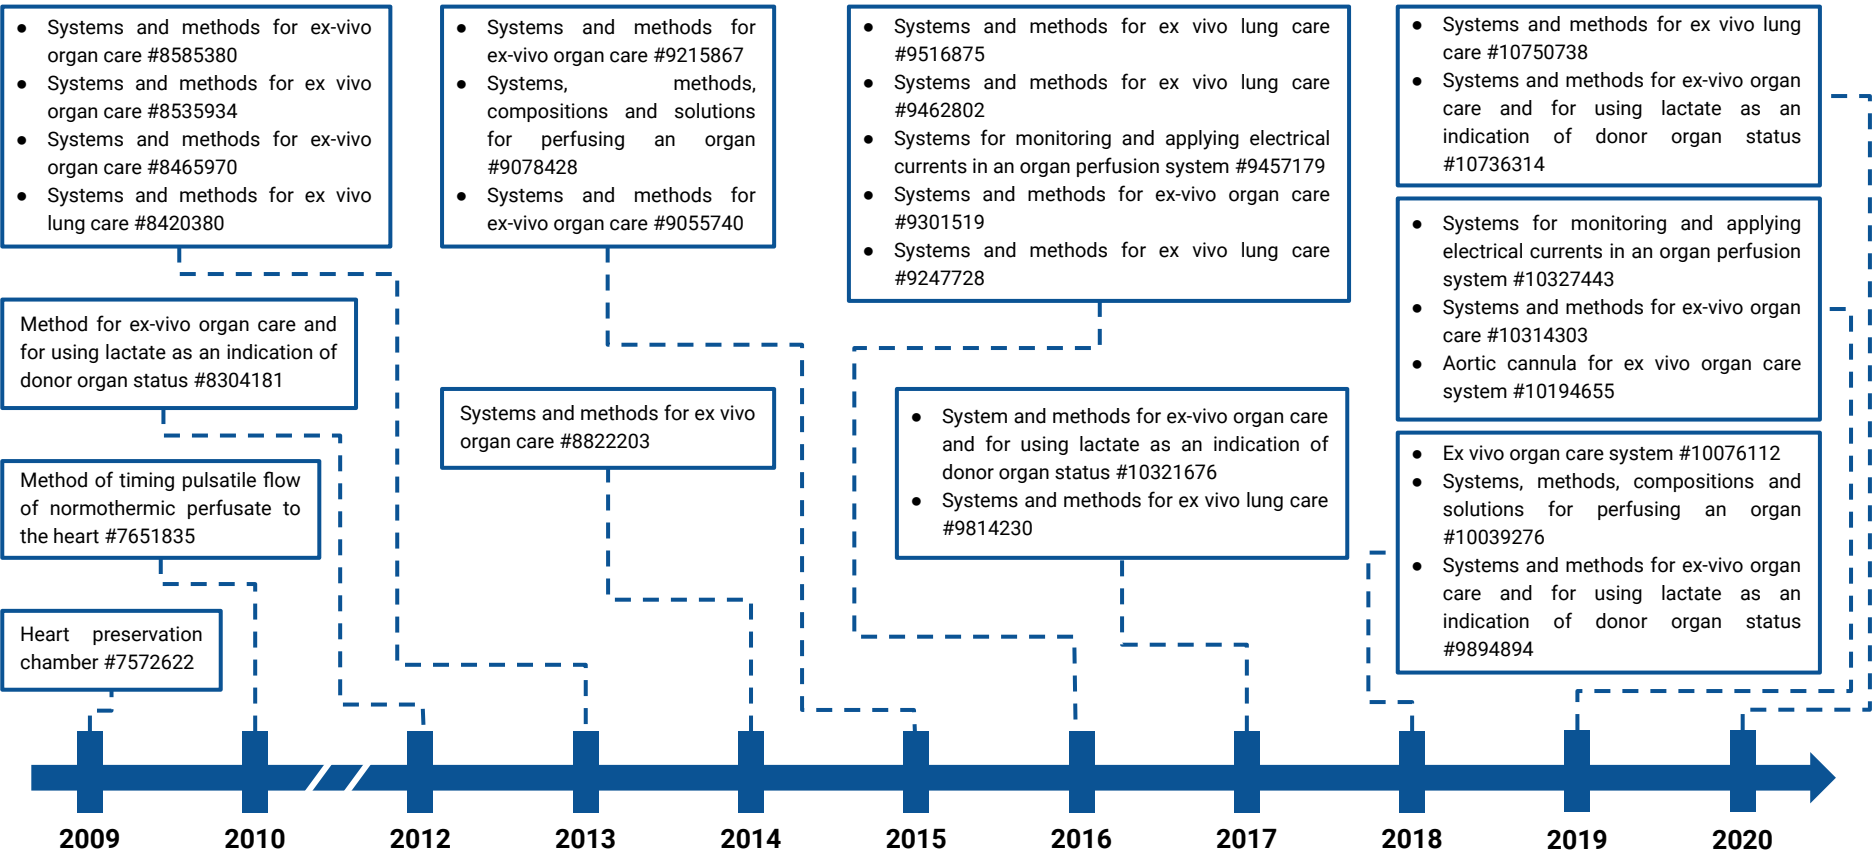 ● Systems and methods for ex-vivo
organ care #8585380
● Systems and methods for ex vivo
organ care #8535934
● Systems and methods for ex-vivo
organ care #8465970
● Systems and methods for ex vivo
lung care #8420380
Method for ex-vivo organ care and
for using lactate as an indication of
donor organ status #8304181
Method of timing pulsatile flow
of normothermic perfusate to
the heart #7651835
Heart preservation
chamber #7572622
● Systems and methods for
ex-vivo organ care #9215867
● Systems, methods,
compositions and solutions
for perfusing an organ
#9078428
● Systems and methods for
ex-vivo organ care #9055740
Systems and methods for ex vivo
organ care #8822203
● Systems and methods for ex vivo lung care
#9516875
● Systems and methods for ex vivo lung care
#9462802
● Systems for monitoring and applying electrical
currents in an organ perfusion system #9457179
● Systems and methods for ex-vivo organ care
#9301519
● Systems and methods for ex vivo lung care
#9247728
● System and methods for ex-vivo organ care
and for using lactate as an indication of
donor organ status #10321676
● Systems and methods for ex vivo lung care
#9814230
● Systems and methods for ex vivo lung
care #10750738
● Systems and methods for ex-vivo organ
care and for using lactate as an
indication of donor organ status
#10736314
● Systems for monitoring and applying
electrical currents in an organ perfusion
system #10327443
● Systems and methods for ex-vivo organ
care #10314303
● Aortic cannula for ex vivo organ care
system #10194655
● Ex vivo organ care system #10076112
● Systems, methods, compositions and
solutions for perfusing an organ
#10039276
● Systems and methods for ex-vivo organ
care and for using lactate as an
indication of donor organ status
#9894894
2009 2010 2012 2013 2014 2015 2016 2017 2018 2019 2020